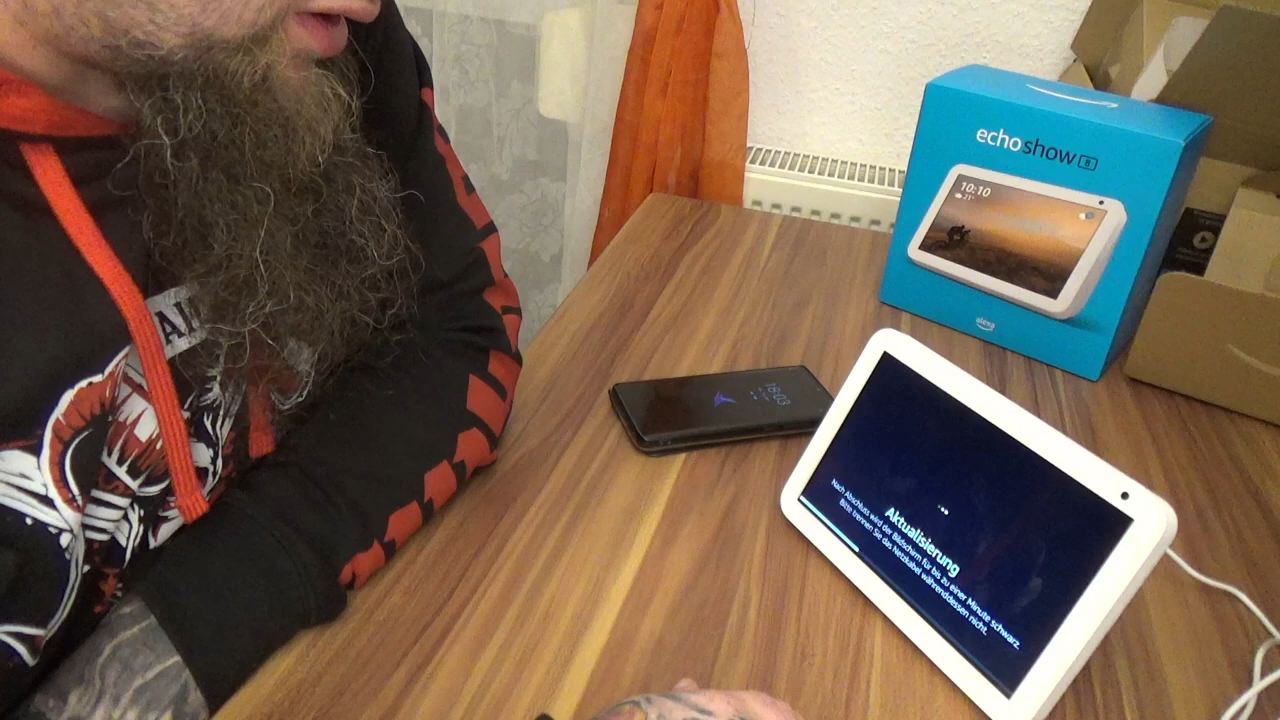 echo show 8
10:10
21°
alexa
18:03
Aktualisierung
Nach Abschluss wird der Bildschirm für bis zu einer Minute schwarz.
Bitte trennen Sie das Netzkabel währenddessen nicht.